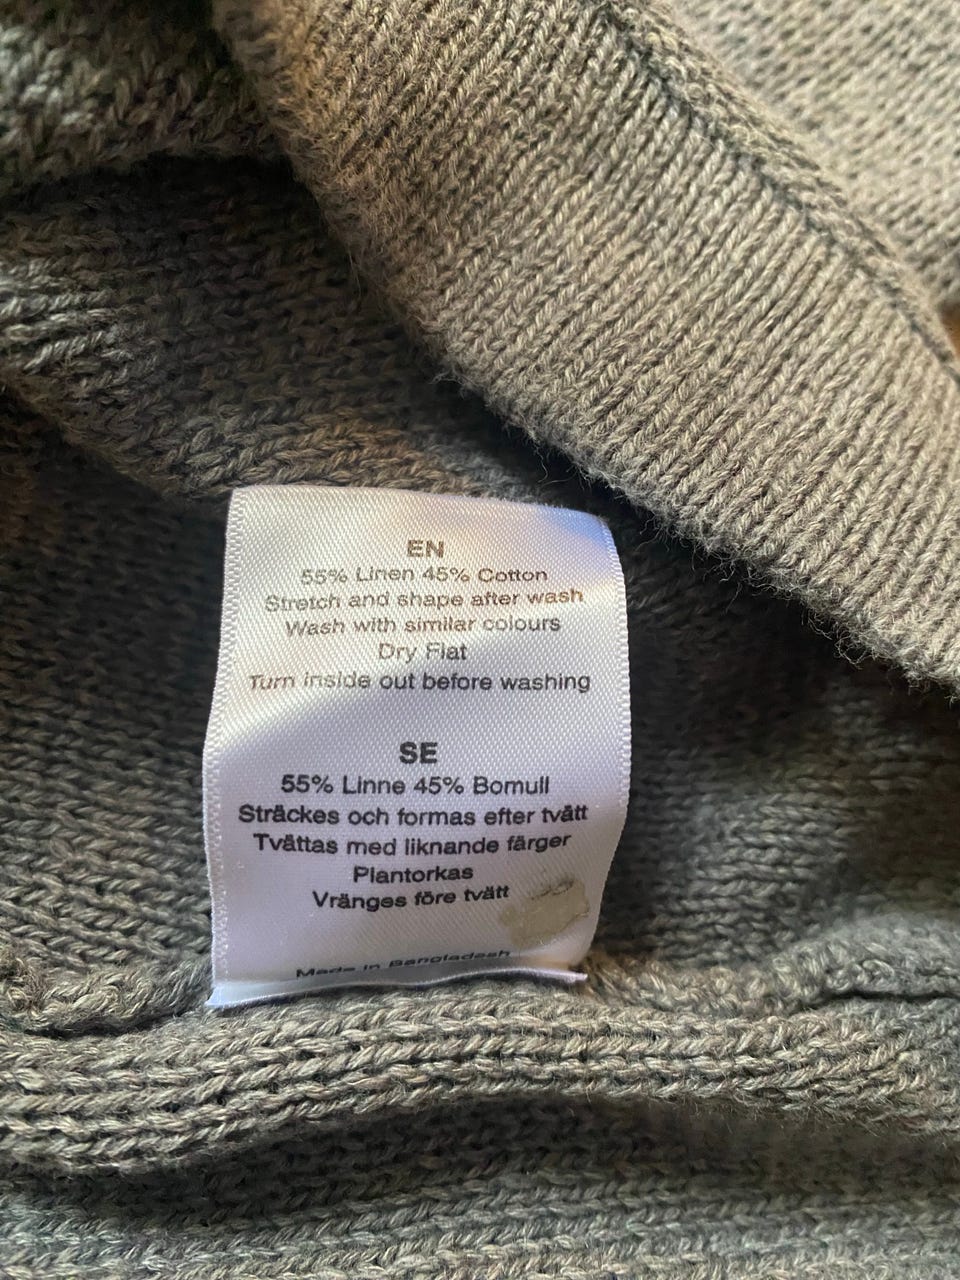 EN
55% Linen 45% Cotton
Stretch and shape after wash
Wash with similar colours
Dry Flat
Turn inside out before washing
SE
55% Linne 45% Bomull
Sträckes och formas efter tvätt
Tvättas med liknande färger
Plantorkas
Vränges före tvätt
Made in Bangladesh